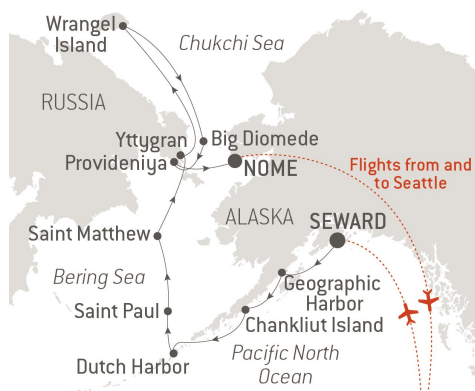 Wrangel
Island
Chukchi Sea
RUSSIA
Yttygran
Big Diomede
Provideniya
NOME
Flights from and
to Seattle
ALASKA
SEWARD
Saint Matthew
Bering Sea
Geographic
Harbor
Saint Paul
Chankliut Island
Dutch Harbor
Pacific North
Ocean